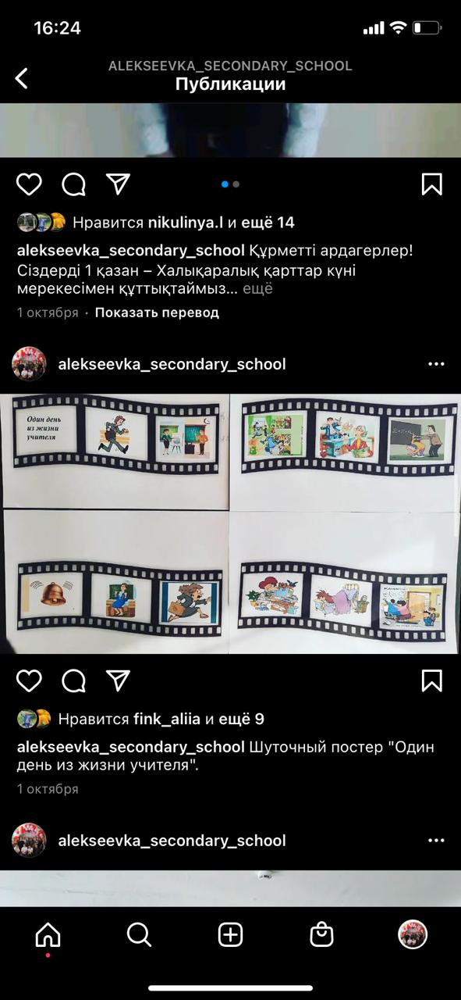 16:24
ALEKSEEVKA_SECONDARY_SCHOOL
Публикации
Нравится nikulinya.l и ещё 14
alekseevka_secondary_school Құрметті ардагерлер!
Сіздерді 1 қазан – Халықаралық қарттар күні
мерекесімен құттықтаймыз... ещё
1 октября · Показать перевод
alekseevka_secondary_school
Один день
из жизни
учителя
Нравится fink_aliia и ещё 9
alekseevka_secondary_school Шуточный постер "Один
день из жизни учителя".
1 октября
alekseevka_secondary_school